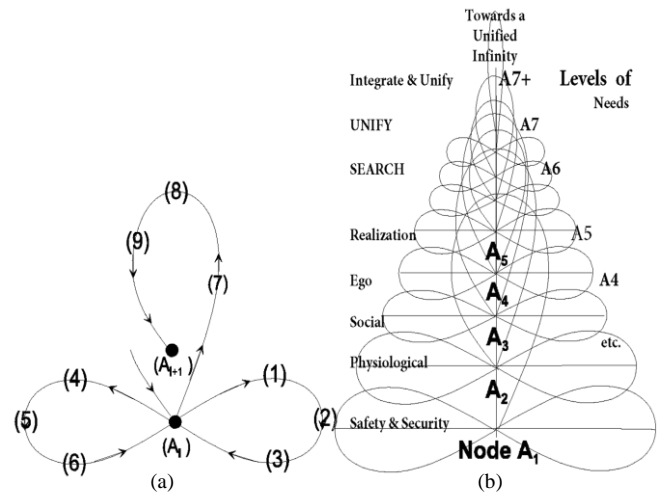 (8)
(9)
(7)
(A i+1)
(4)
(1)
(5)
(2)
(A i)
(6)
(3)
(a)
Towards a
Unified
Infinity
Integrate & Unify A7+ Levels of
Needs
UNIFY A7
SEARCH A6
Realization A5
A5
Ego A4
A4
Social
A3 etc.
Physiological
A2
Safety & Security
Node A1
(b)